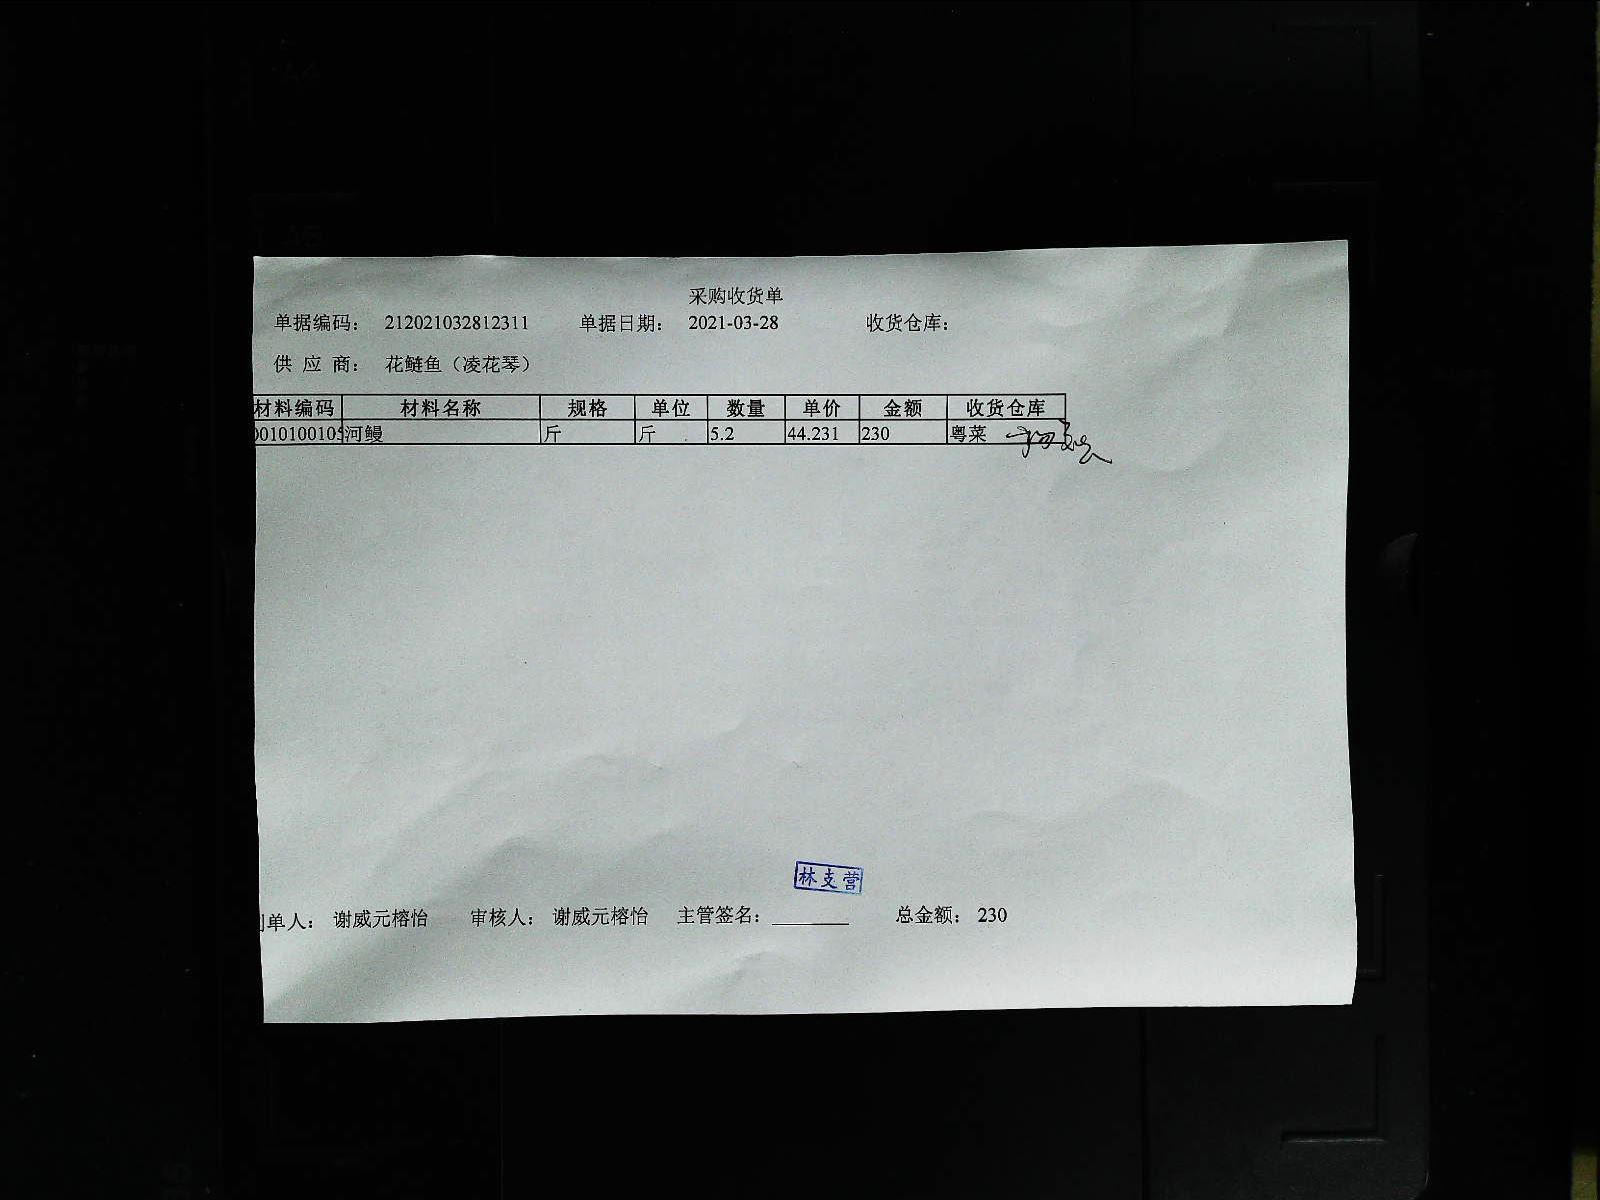 采购收货单
单据编码： 212021032812311 单据日期： 2021-03-28 收货仓库：
供 应 商： 花鲢鱼（凌花琴）
材料编码 材料名称 规格 单位 数量 单价 金额 收货仓库
0010100105 河鳗 斤 斤 5.2 44.231 230 粤菜
林支营
制单人： 谢威元榕怡 审核人： 谢威元榕怡 主管签名： 总金额： 230